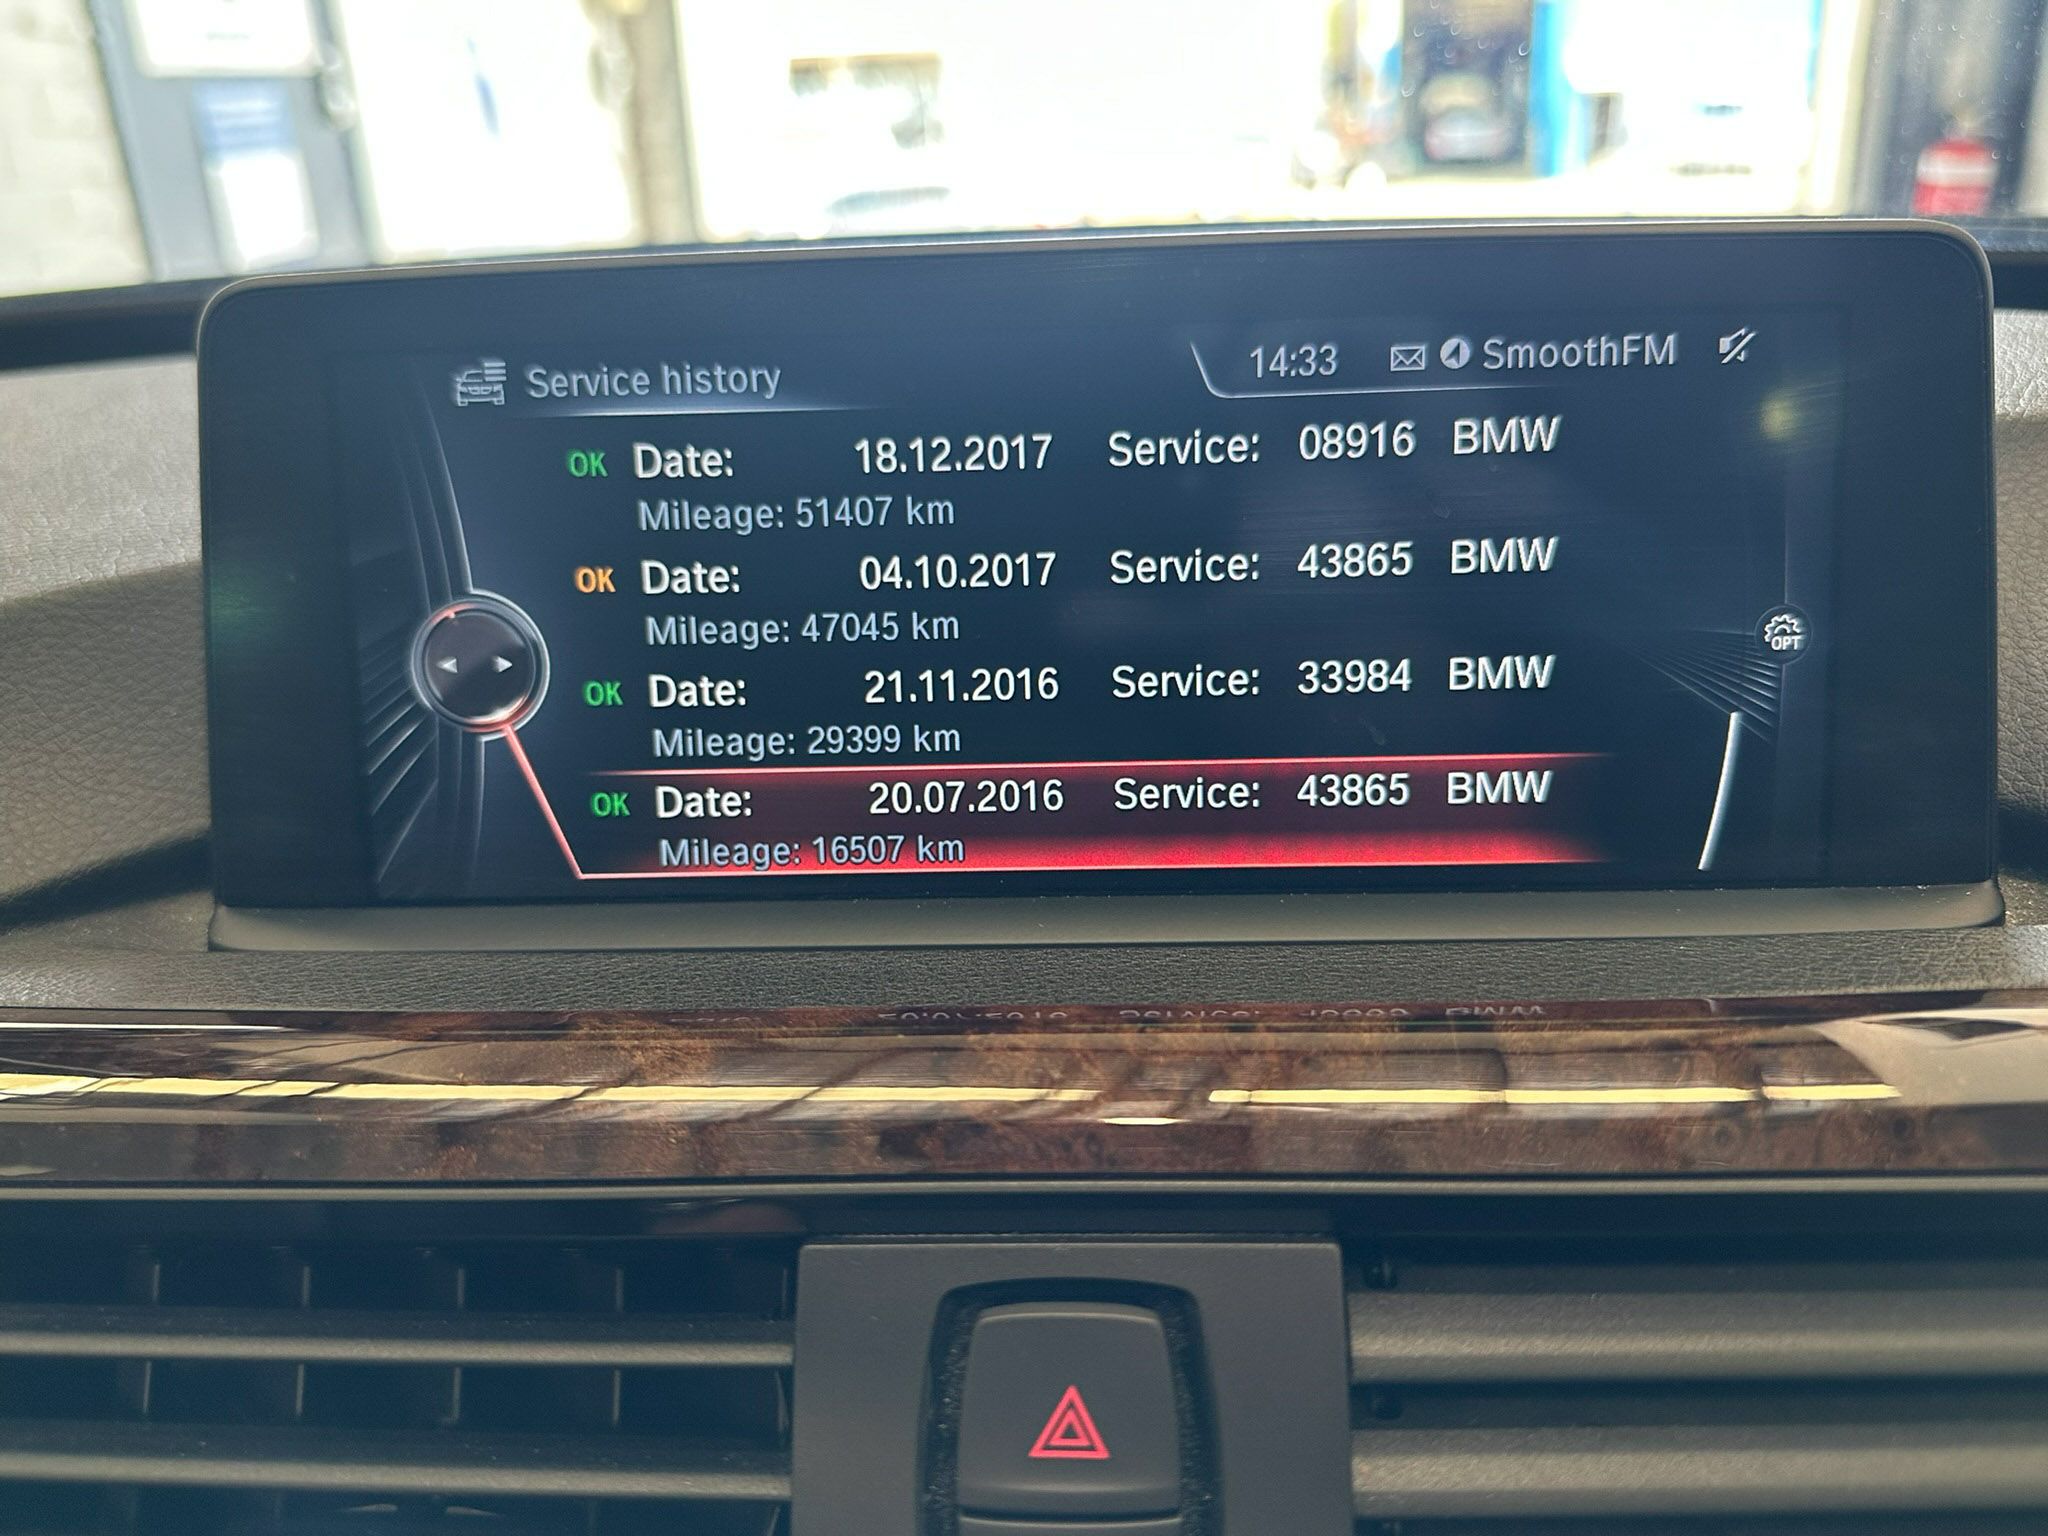 Service history
14:33 SmoothFM
OK Date: 18.12.2017 Service: 08916 BMW
Mileage: 51407 km
OK Date: 04.10.2017 Service: 43865 BMW
Mileage: 47045 km
OPT
OK Date: 21.11.2016 Service: 33984 BMW
Mileage: 29399 km
OK Date: 20.07.2016 Service: 43865 BMW
Mileage: 16507 km